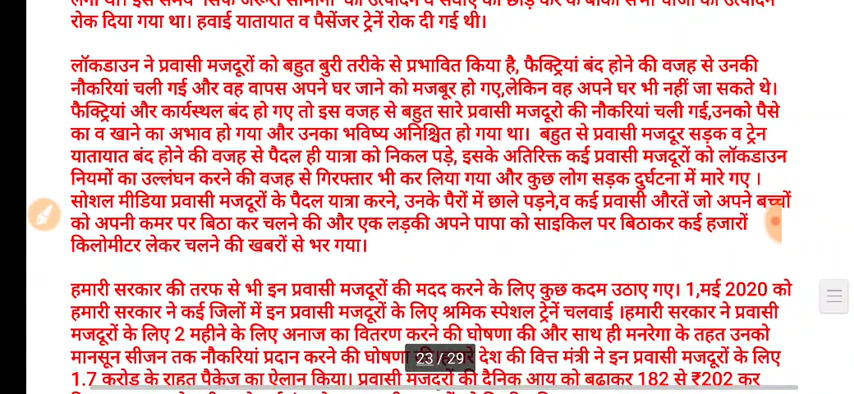 रोक दिया गया था। हवाई यातायात व पैसेंजर ट्रेनें रोक दी गई थी।
लॉकडाउन ने प्रवासी मजदूरों को बहुत बुरी तरीके से प्रभावित किया है, फैक्ट्रियां बंद होने की वजह से उनकी
नौकरियां चली गई और वह वापस अपने घर जाने को मजबूर हो गए,लेकिन वह अपने घर भी नहीं जा सकते थे।
फैक्ट्रियां और कार्यस्थल बंद हो गए तो इस वजह से बहुत सारे प्रवासी मजदूरो की नौकरियां चली गई,उनको पैसे
का व खाने का अभाव हो गया और उनका भविष्य अनिश्चित हो गया था। बहुत से प्रवासी मजदूर सड़क व ट्रेन
यातायात बंद होने की वजह से पैदल ही यात्रा को निकल पड़े, इसके अतिरिक्त कई प्रवासी मजदूरों को लॉकडाउन
नियमों का उल्लंघन करने की वजह से गिरफ्तार भी कर लिया गया और कुछ लोग सड़क दुर्घटना में मारे गए ।
सोशल मीडिया प्रवासी मजदूरों के पैदल यात्रा करने, उनके पैरों में छाले पड़ने,व कई प्रवासी औरतें जो अपने बच्चों
को अपनी कमर पर बिठा कर चलने की और एक लड़की अपने पापा को साइकिल पर बिठाकर कई हजारों
किलोमीटर लेकर चलने की खबरों से भर गया।
हमारी सरकार की तरफ से भी इन प्रवासी मजदूरों की मदद करने के लिए कुछ कदम उठाए गए। 1,मई 2020 को
हमारी सरकार ने कई जिलों में इन प्रवासी मजदूरों के लिए श्रमिक स्पेशल ट्रेनें चलवाई ।हमारी सरकार ने प्रवासी
मजदूरों के लिए 2 महीने के लिए अनाज का वितरण करने की घोषणा की और साथ ही मनरेगा के तहत उनको
मानसून सीजन तक नौकरियां प्रदान करने की घोषणा देश की वित्त मंत्री ने इन प्रवासी मजदूरों के लिए
23 / 29
1.7 करोड के राहत पैकेज का ऐलान किया। प्रवासी मजदूरों की दैनिक आय को बढाकर 182 से ₹202 कर